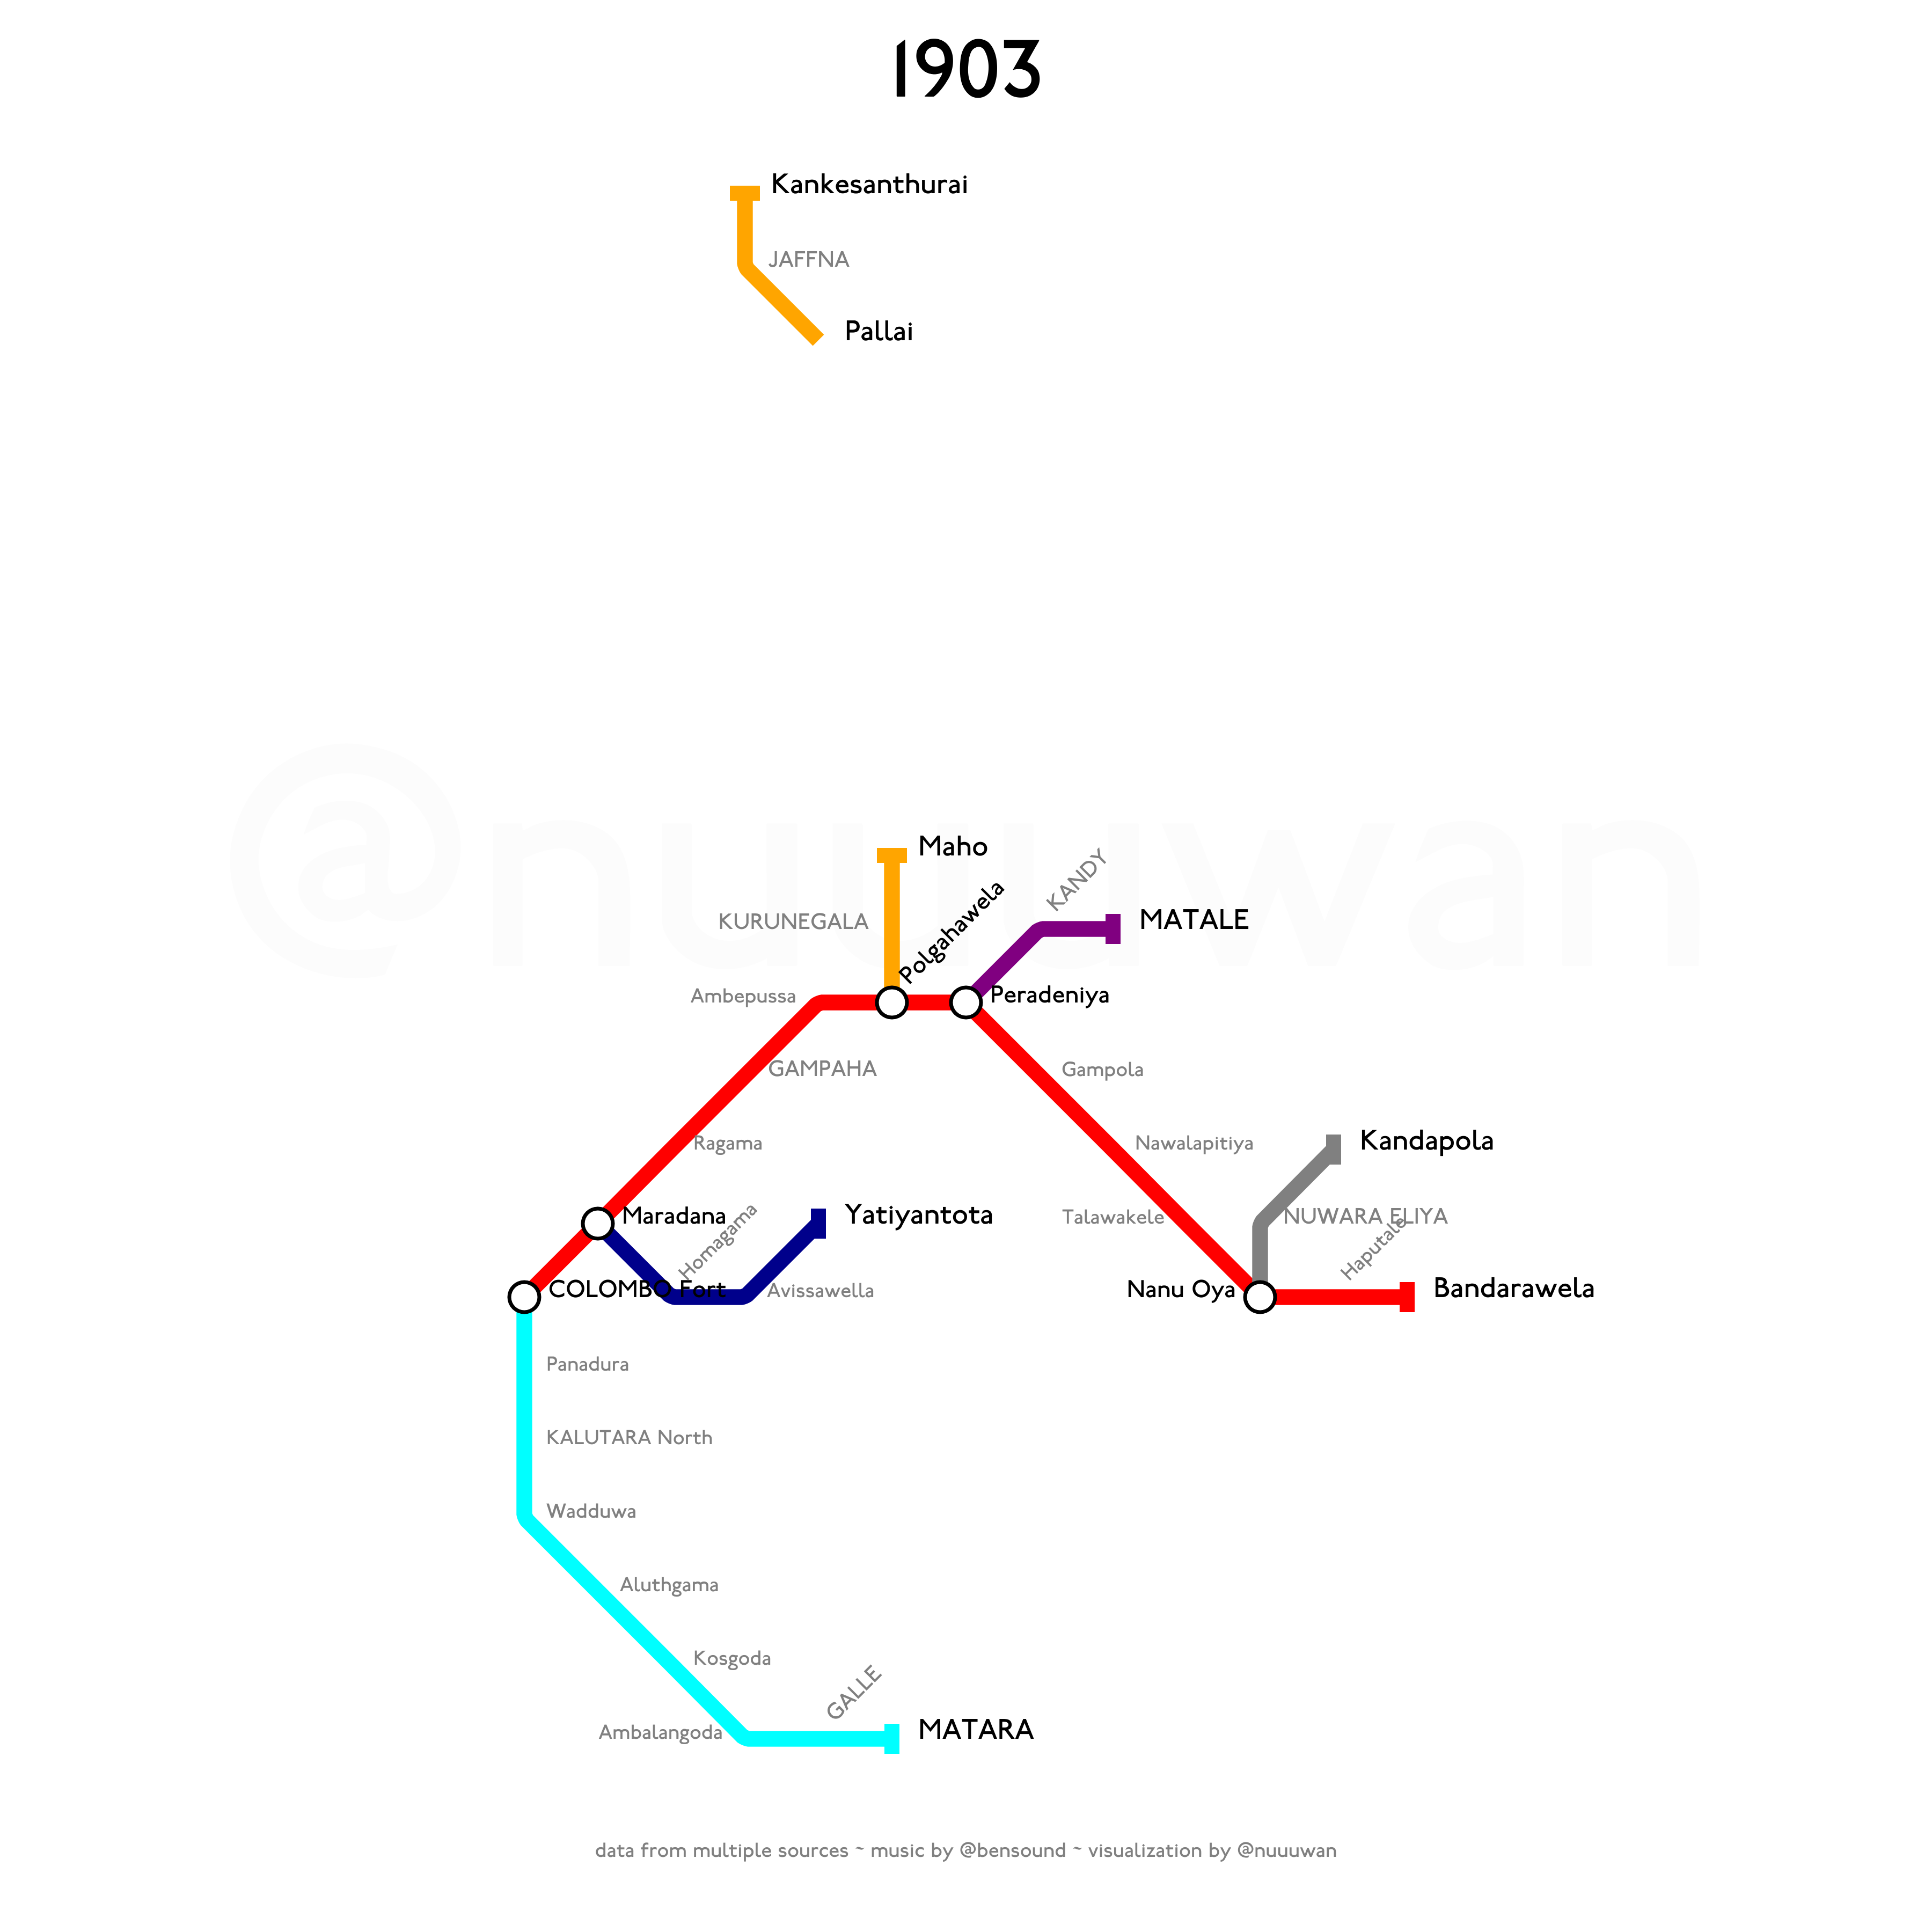 1903
Kankesanthurai
JAFFNA
Pallai
@nuuuwan
Maho
KANDY
KURUNEGALA
Polgahawela
MATALE
Ambepussa
Peradeniya
GAMPAHA
Gampola
Ragama
Nawalapitiya
Kandapola
Maradana
Homagama
Yatiyantota
Talawakele
NUWARA ELIYA
Haputale
COLOMBO Fort
Avissawella
Nanu Oya
Bandarawela
Panadura
KALUTARA North
Wadduwa
Aluthgama
Kosgoda
GALLE
Ambalangoda
MATARA
data from multiple sources ~ music by @bensound ~ visualization by @nuuuwan